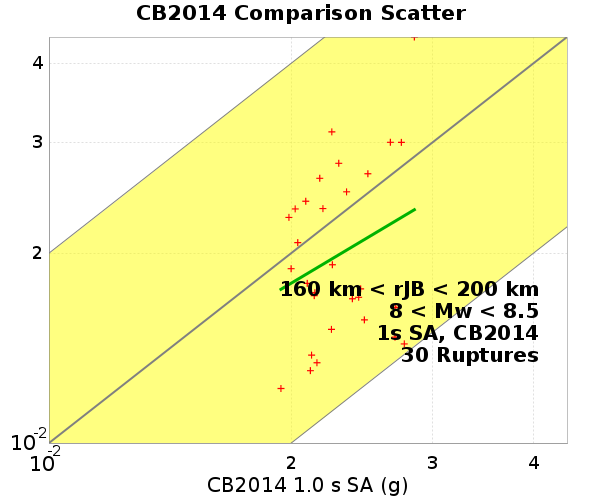 CB2014 Comparison Scatter
4
3
2
160 km < rJB < 200 km
8 < Mw < 8.5
1s SA, CB2014
30 Ruptures
10-2
10-2
2
3
4
CB2014 1.0 s SA (g)